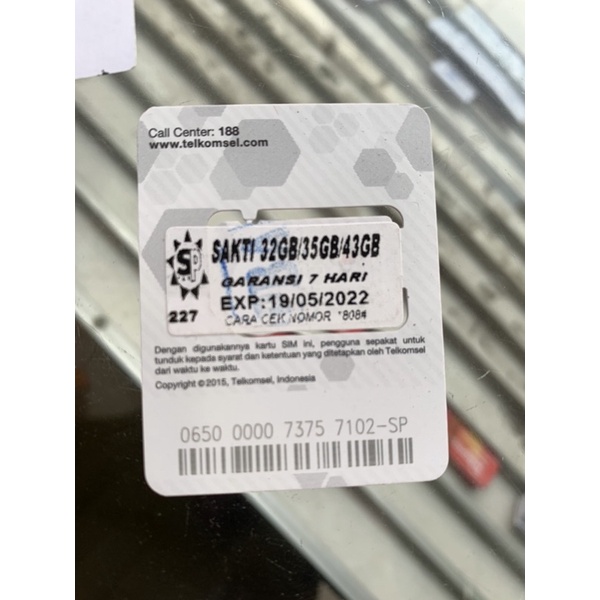 Call Center: 188
www.telkomsel.com
SP
SAKTI 32GB/35GB/43GB
GARANSI 7 HARI
EXP:19/05/2022
227
CARA CEK NOMOR *808#
Dengan digunakannya kartu SIM ini, pengguna sepakat untuk
tunduk kepada syarat dan ketentuan yang ditetapkan oleh Telkomsel
dari waktu ke waktu.
Copyright ©2015, Telkomsel, Indonesia
0650 0000 7375 7102-SP